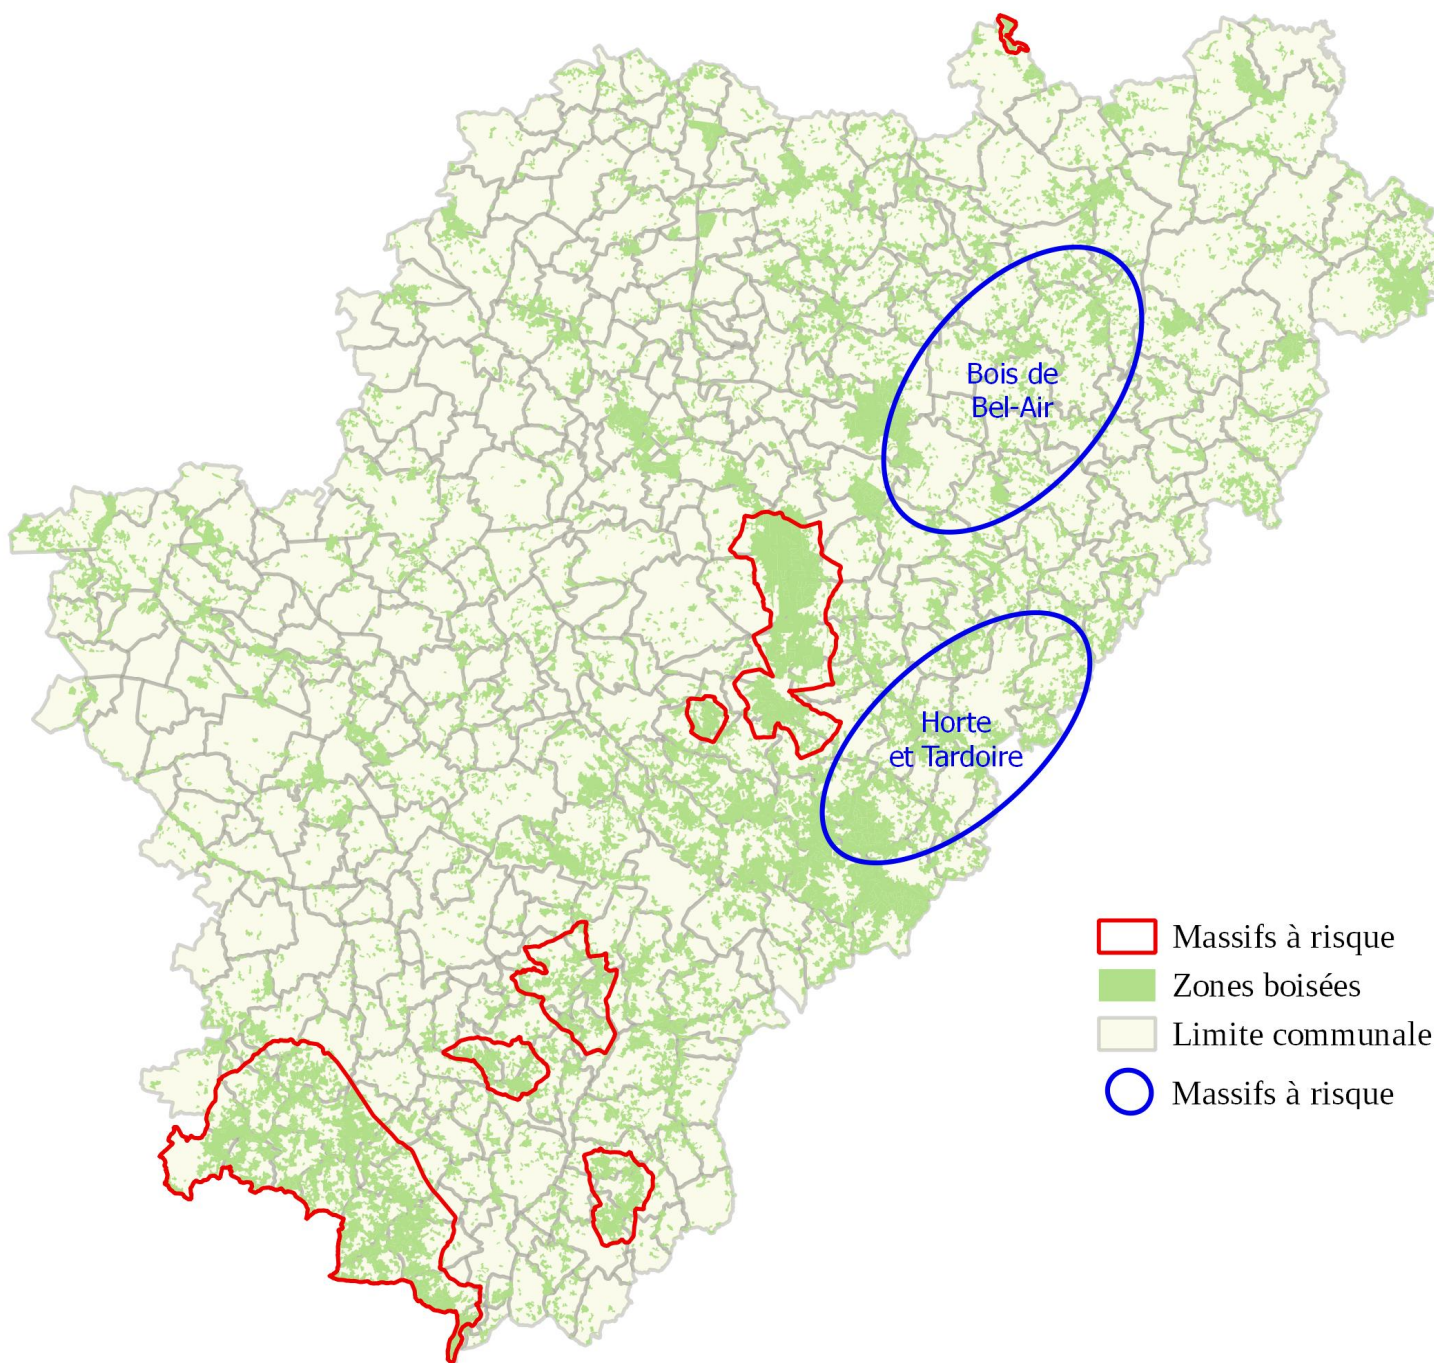 Bois de
Bel-Air
Horte
et Tardoire
Massifs à risque
Zones boisées
Limite communale
Massifs à risque